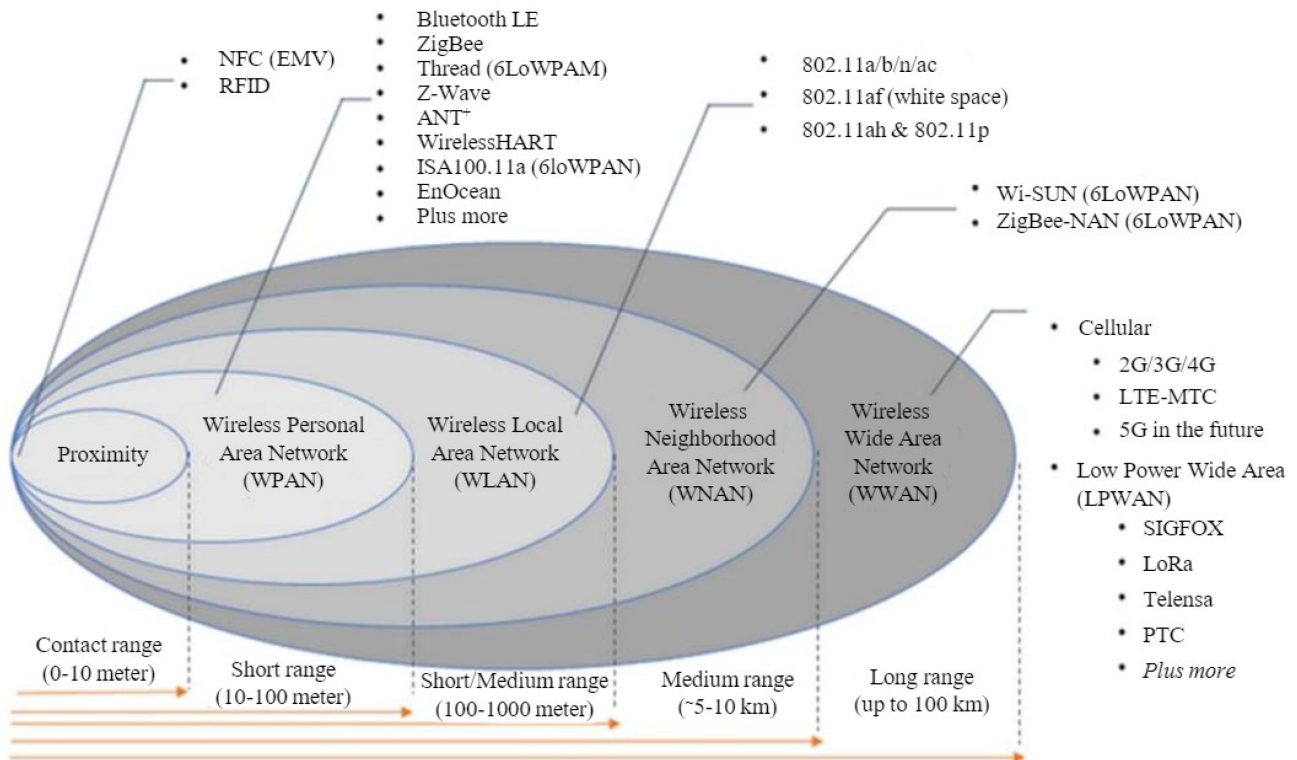 • NFC (EMV)
• RFID
• Bluetooth LE
• ZigBee
• Thread (6LoWPAM)
• Z-Wave
• ANT⁺
• WirelessHART
• ISA100.11a (6loWPAN)
• EnOcean
• Plus more
• 802.11a/b/n/ac
• 802.11af (white space)
• 802.11ah & 802.11p
• Wi-SUN (6LoWPAN)
• ZigBee-NAN (6LoWPAN)
• Cellular
• 2G/3G/4G
• LTE-MTC
• 5G in the future
• Low Power Wide Area
(LPWAN)
• SIGFOX
• LoRa
• Telensa
• PTC
• Plus more
Proximity
Wireless Personal
Area Network
(WPAN)
Wireless Local
Area Network
(WLAN)
Wireless
Neighborhood
Area Network
(WNAN)
Wireless
Wide Area
Network
(WWAN)
Contact range
(0-10 meter)
Short range
(10-100 meter)
Short/Medium range
(100-1000 meter)
Medium range
(~5-10 km)
Long range
(up to 100 km)